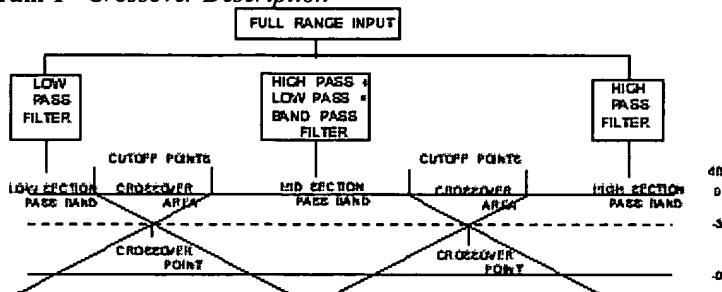 Crossover Description
FULL RANGE INPUT
LOW
PASS
FILTER
HIGH PASS +
LOW PASS =
BAND PASS
FILTER
HIGH
PASS
FILTER
CUTOFF POINTS
CUTOFF POINTS
dB
LOW SECTION
PASS BAND
CROSSOVER
AREA
MID SECTION
PASS BAND
CROSSOVER
AREA
HIGH SECTION
PASS BAND
0
CROSSOVER
POINT
CROSSOVER
POINT